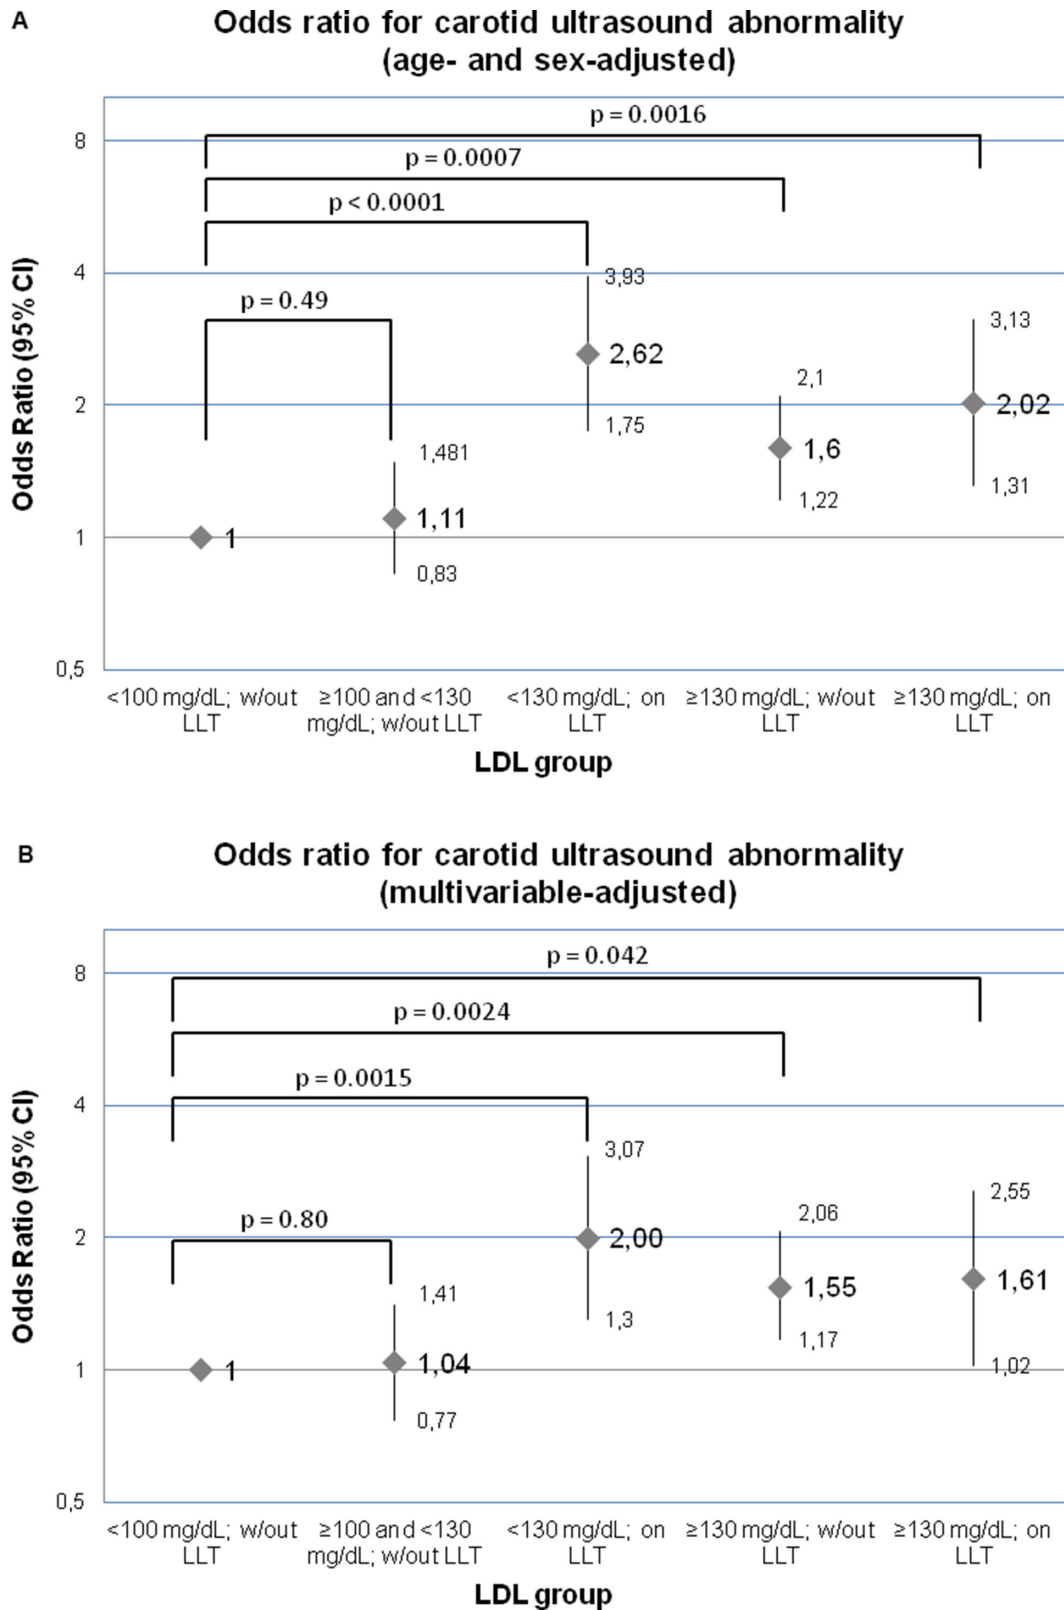 A
Odds ratio for carotid ultrasound abnormality
(age- and sex-adjusted)
p = 0.0016
8
p = 0.0007
p < 0.0001
4
3,93
p = 0.49
3,13
2,62
2,1
2
2,02
1,75
1,481
1,6
1,22
1,31
1,11
1
1
0,83
0,5
Odds Ratio (95% CI)
<100 mg/dL; w/out
LLT
≥100 and <130
mg/dL; w/out LLT
<130 mg/dL; on
LLT
≥130 mg/dL; w/out
LLT
≥130 mg/dL; on
LLT
LDL group
B
Odds ratio for carotid ultrasound abnormality
(multivariable-adjusted)
p = 0.042
8
p = 0.0024
p = 0.0015
4
3,07
2,55
p = 0.80
2,06
2
2,00
1,41
1,55
1,61
1,3
1,17
1
1
1,04
1,02
0,77
0,5
Odds Ratio (95% CI)
<100 mg/dL; w/out
LLT
≥100 and <130
mg/dL; w/out LLT
<130 mg/dL; on
LLT
≥130 mg/dL; w/out
LLT
≥130 mg/dL; on
LLT
LDL group